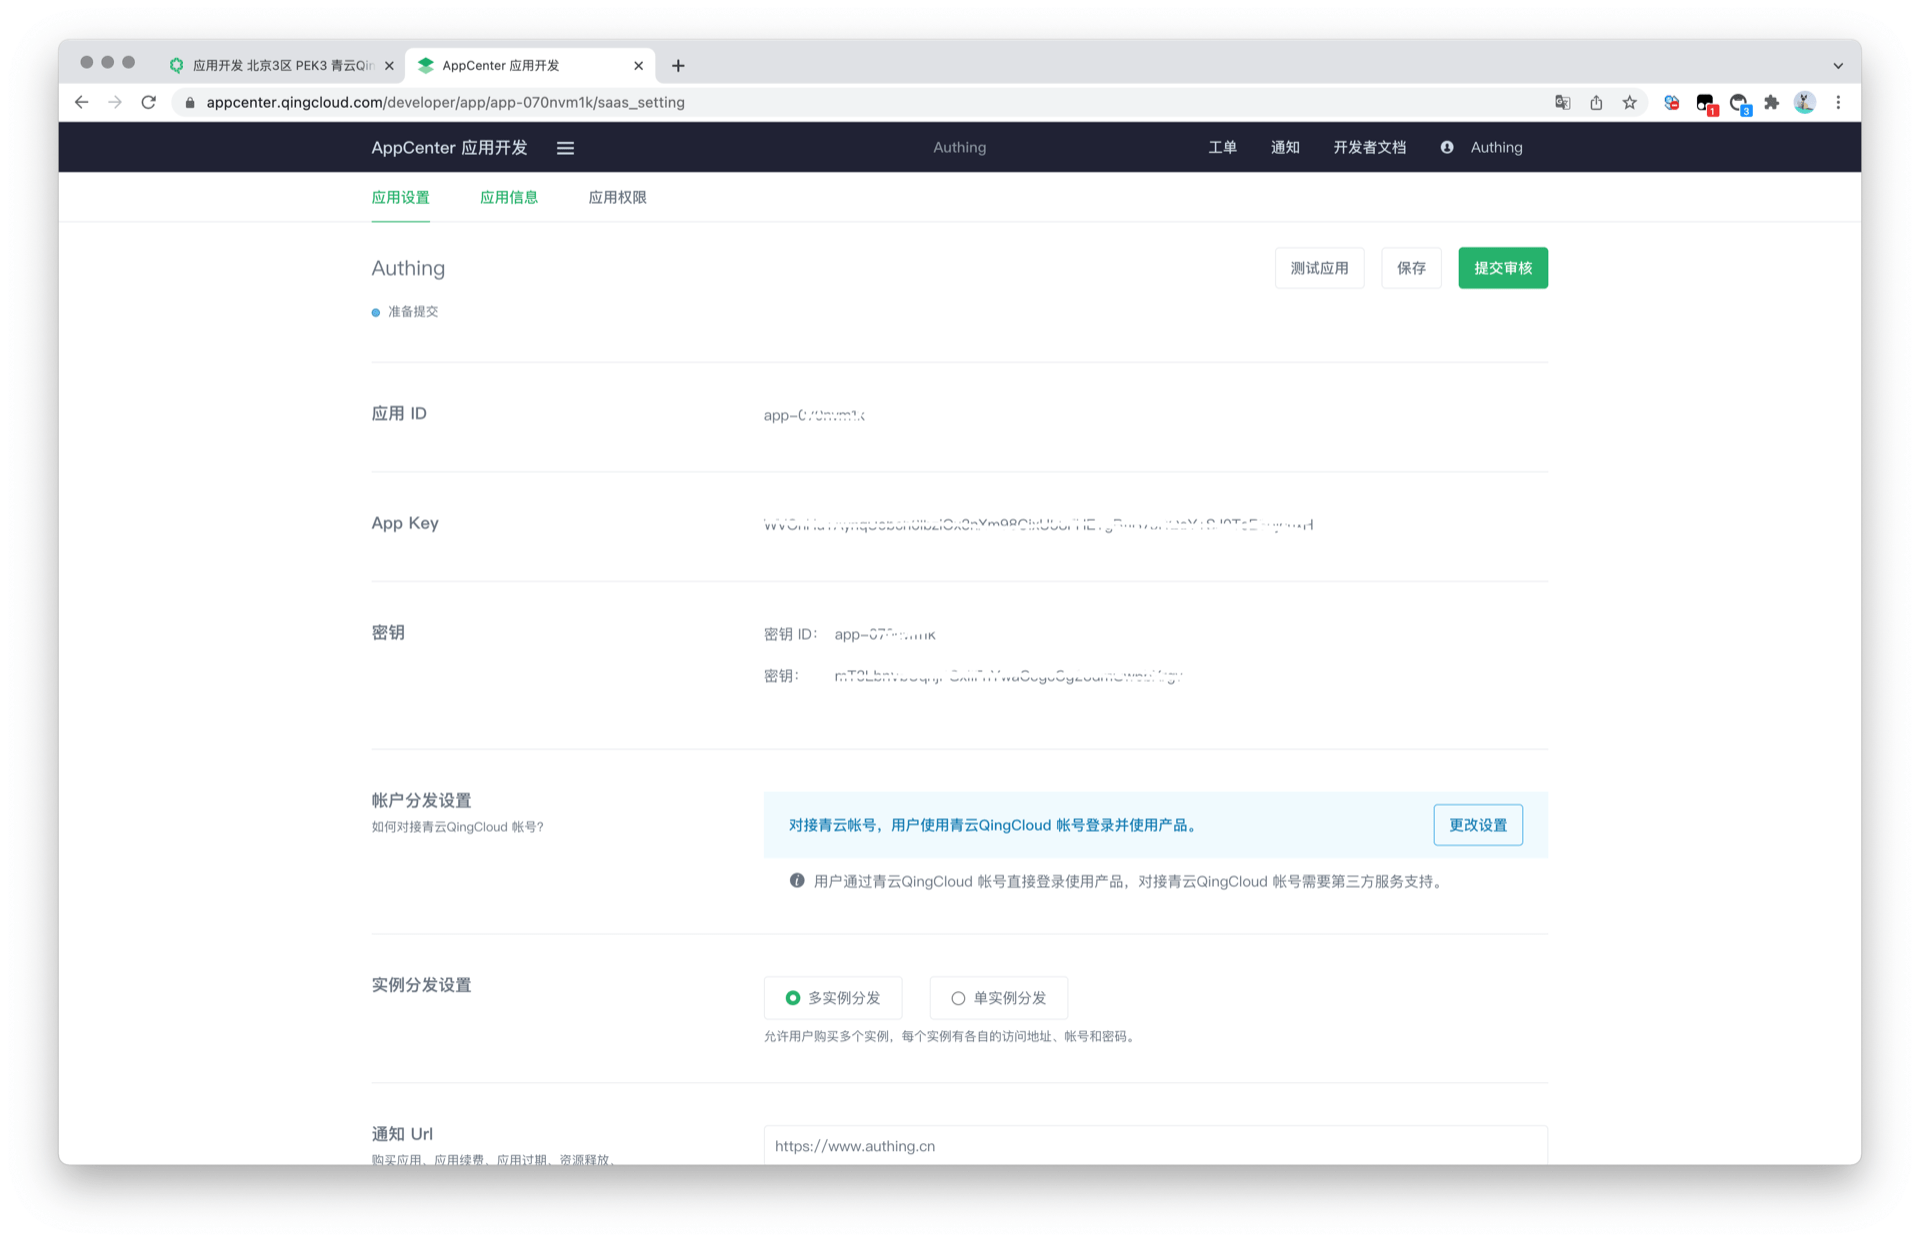 应用开发 北京3区 PEK3 青云Qin
AppCenter 应用开发
appcenter.qingcloud.com/developer/app/app-070nvm1k/saas_setting
1
3
AppCenter 应用开发
Authing
工单
通知
开发者文档
Authing
应用设置
应用信息
应用权限
Authing
测试应用
保存
提交审核
准备提交
应用 ID
App Key
密钥
密钥 ID：
密钥：
帐户分发设置
如何对接青云QingCloud 帐号?
对接青云帐号，用户使用青云QingCloud 帐号登录并使用产品。
更改设置
用户通过青云QingCloud 帐号直接登录使用产品，对接青云QingCloud 帐号需要第三方服务支持。
实例分发设置
多实例分发
单实例分发
允许用户购买多个实例，每个实例有各自的访问地址、帐号和密码。
通知 Url
https://www.authing.cn
购买应用、应用续费、应用过期、资源释放、